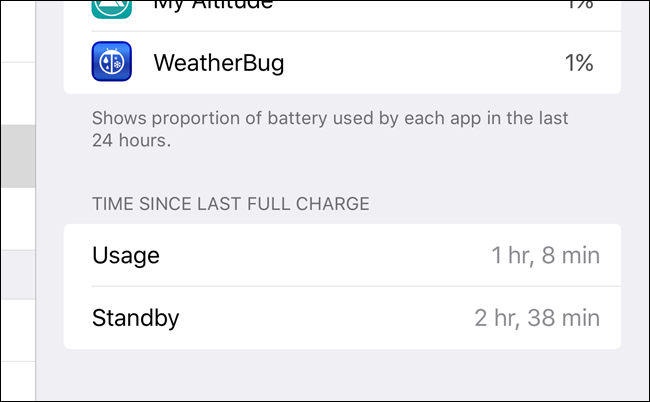 My Altitude 1%
WeatherBug 1%
Shows proportion of battery used by each app in the last
24 hours.
TIME SINCE LAST FULL CHARGE
Usage 1 hr, 8 min
Standby 2 hr, 38 min